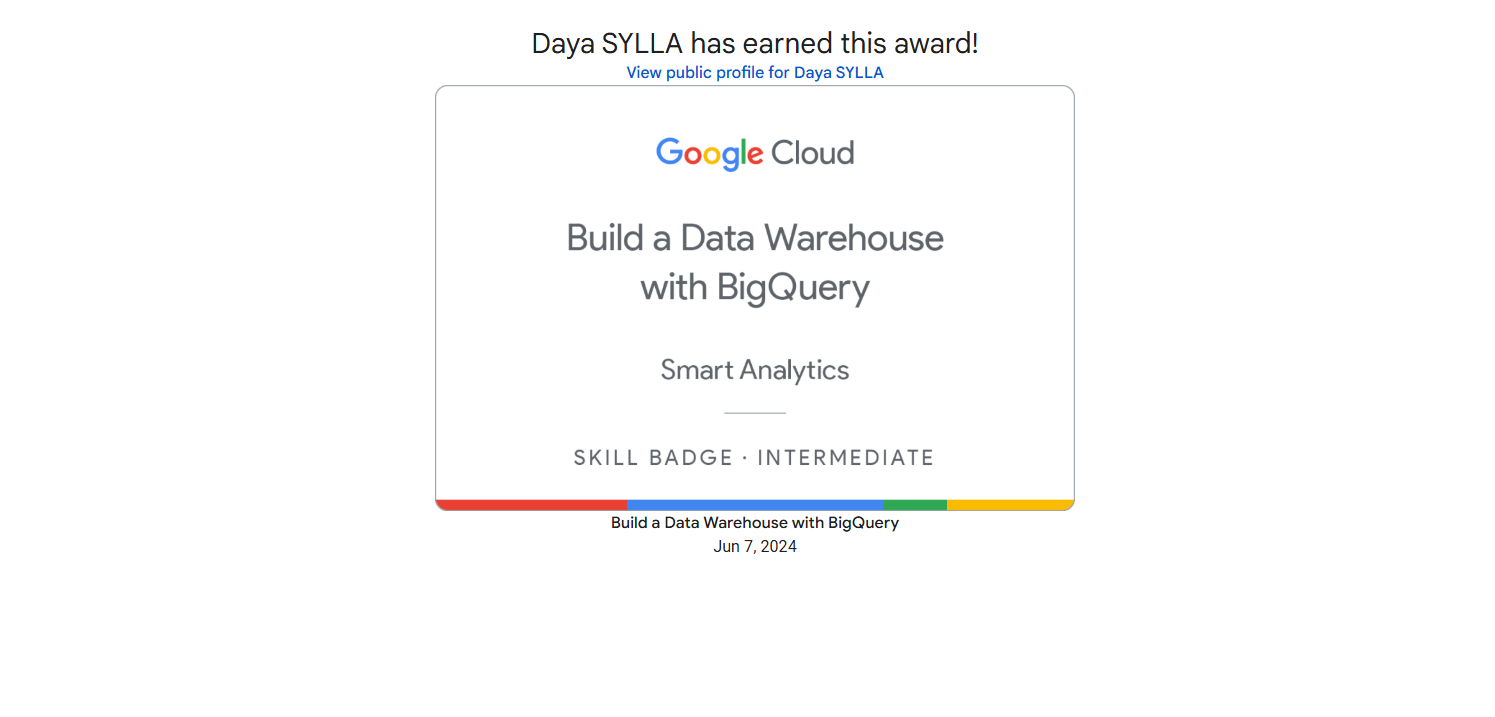 Daya SYLLA has earned this award!
View public profile for Daya SYLLA
Google Cloud
Build a Data Warehouse
with BigQuery
Smart Analytics
SKILL BADGE · INTERMEDIATE
Build a Data Warehouse with BigQuery
Jun 7, 2024